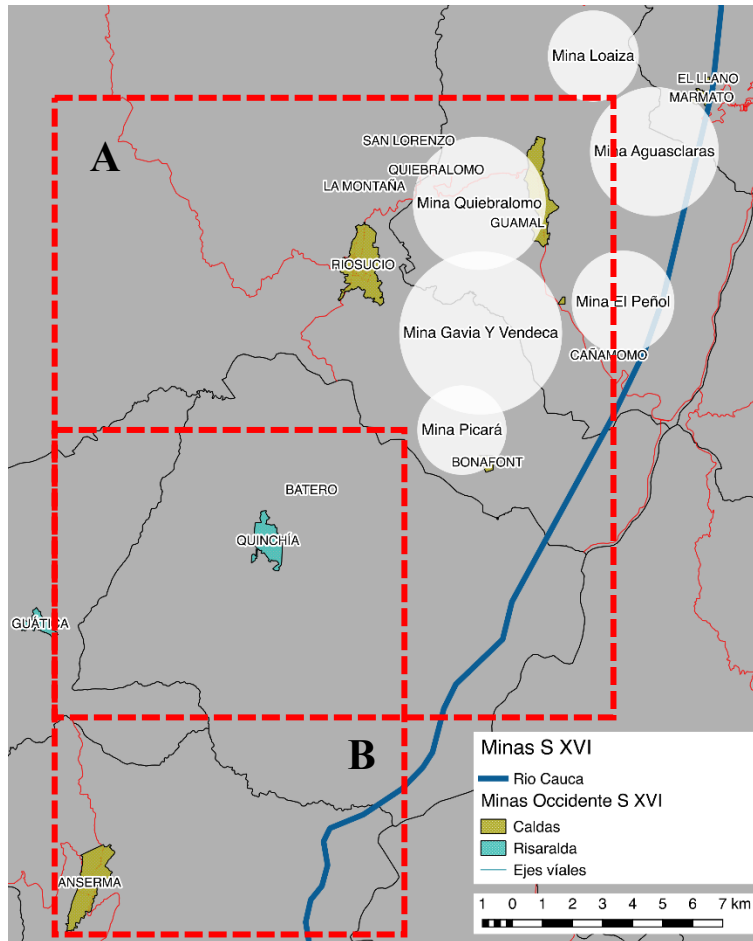 Mina Loaiza
EL LLANO
MARMATO
A
SAN LORENZO
Mina Aguasclaras
QUIEBRALOMO
LA MONTAÑA
Mina Quiebralomo
GUAMAL
RIOSUCIO
Mina El Peñol
Mina Gavia Y Vendeca
CAÑAMOMO
Mina Picará
BONAFONT
BATERO
QUINCHÍA
GUÁTICA
B
ANSERMA
Minas S XVI
Rio Cauca
Minas Occidente S XVI
Caldas
Risaralda
Ejes víales
1 0 1 2 3 4 5 6 7 km